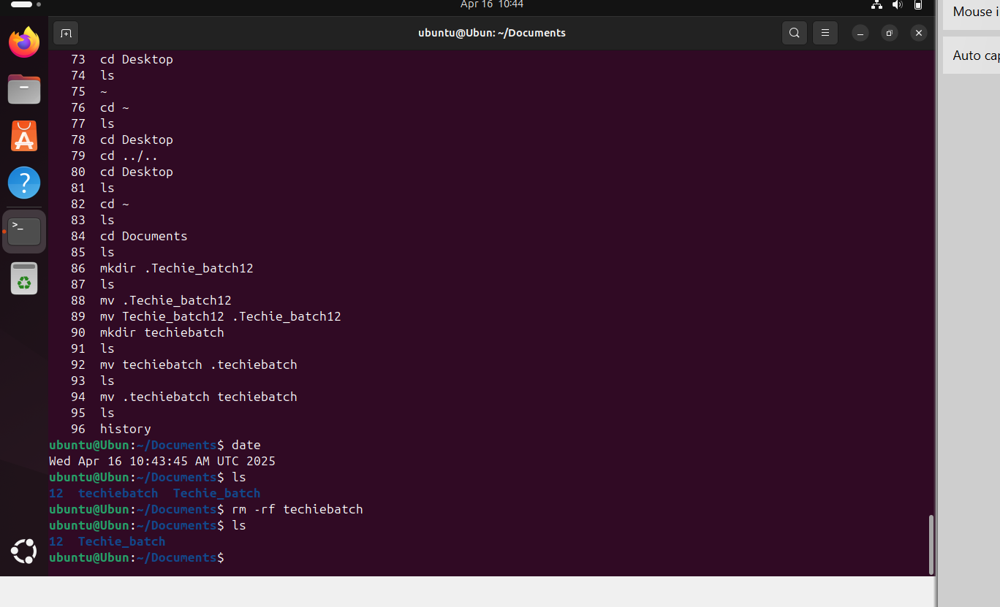 Apr 16 10:44
ubuntu@Ubun: ~/Documents
73 cd Desktop
74 ls
75 ~
76 cd ~
77 ls
78 cd Desktop
79 cd ../..
80 cd Desktop
81 ls
82 cd ~
83 ls
84 cd Documents
85 ls
86 mkdir .Techie_batch12
87 ls
88 mv .Techie_batch12
89 mv Techie_batch12 .Techie_batch12
90 mkdir techiebatch
91 ls
92 mv techiebatch .techiebatch
93 ls
94 mv .techiebatch techiebatch
95 ls
96 history
ubuntu@Ubun:~/Documents$ date
Wed Apr 16 10:43:45 AM UTC 2025
ubuntu@Ubun:~/Documents$ ls
12 techiebatch Techie_batch
ubuntu@Ubun:~/Documents$ rm -rf techiebatch
ubuntu@Ubun:~/Documents$ ls
12 Techie_batch
ubuntu@Ubun:~/Documents$
Mouse i
Auto cap